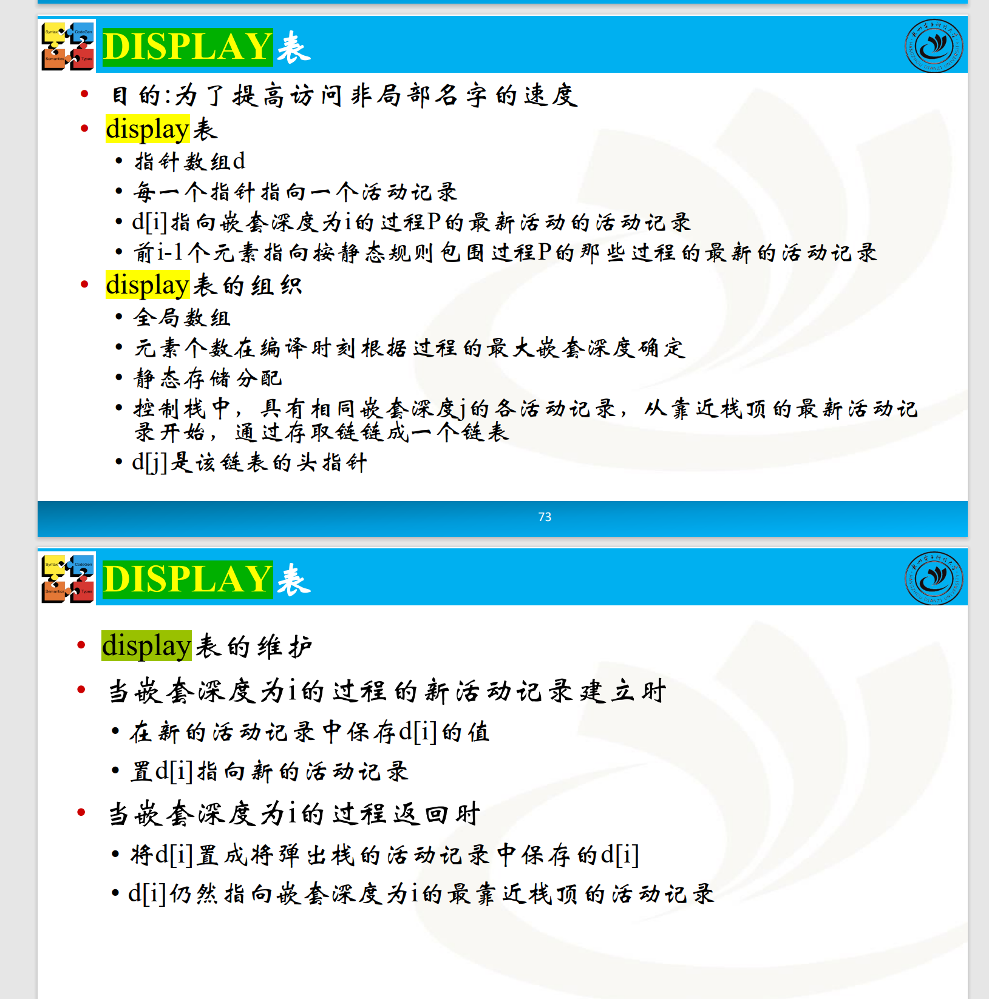 Syntax CodeGen
Semantics Types
DISPLAY表
• 目的:为了提高访问非局部名字的速度
• display表
• 指针数组d
• 每一个指针指向一个活动记录
• d[i]指向嵌套深度为i的过程P的最新活动的活动记录
• 前i-1个元素指向按静态规则包围过程P的那些过程的最新的活动记录
• display表的组织
• 全局数组
• 元素个数在编译时刻根据过程的最大嵌套深度确定
• 静态存储分配
• 控制栈中，具有相同嵌套深度j的各活动记录，从靠近栈顶的最新活动记
录开始，通过存取链链成一个链表
• d[j]是该链表的头指针
73
Syntax CodeGen
Semantics Types
DISPLAY表
• display表的维护
• 当嵌套深度为i的过程的新活动记录建立时
• 在新的活动记录中保存d[i]的值
• 置d[i]指向新的活动记录
• 当嵌套深度为i的过程返回时
• 将d[i]置成将弹出栈的活动记录中保存的d[i]
• d[i]仍然指向嵌套深度为i的最靠近栈顶的活动记录